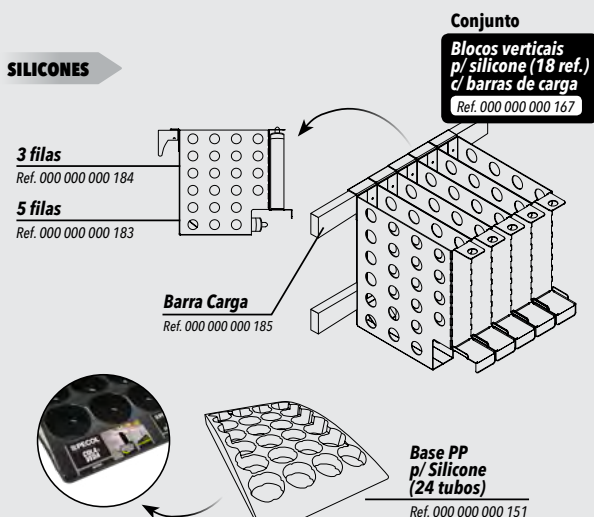 Conjunto
Blocos verticais
p/ silicone (18 ref.)
c/ barras de carga
Ref. 000 000 000 167
SILICONES
3 filas
Ref. 000 000 000 184
5 filas
Ref. 000 000 000 183
Barra Carga
Ref. 000 000 000 185
PECOL
COLA
Base PP
p/ Silicone
(24 tubos)
Ref. 000 000 000 151